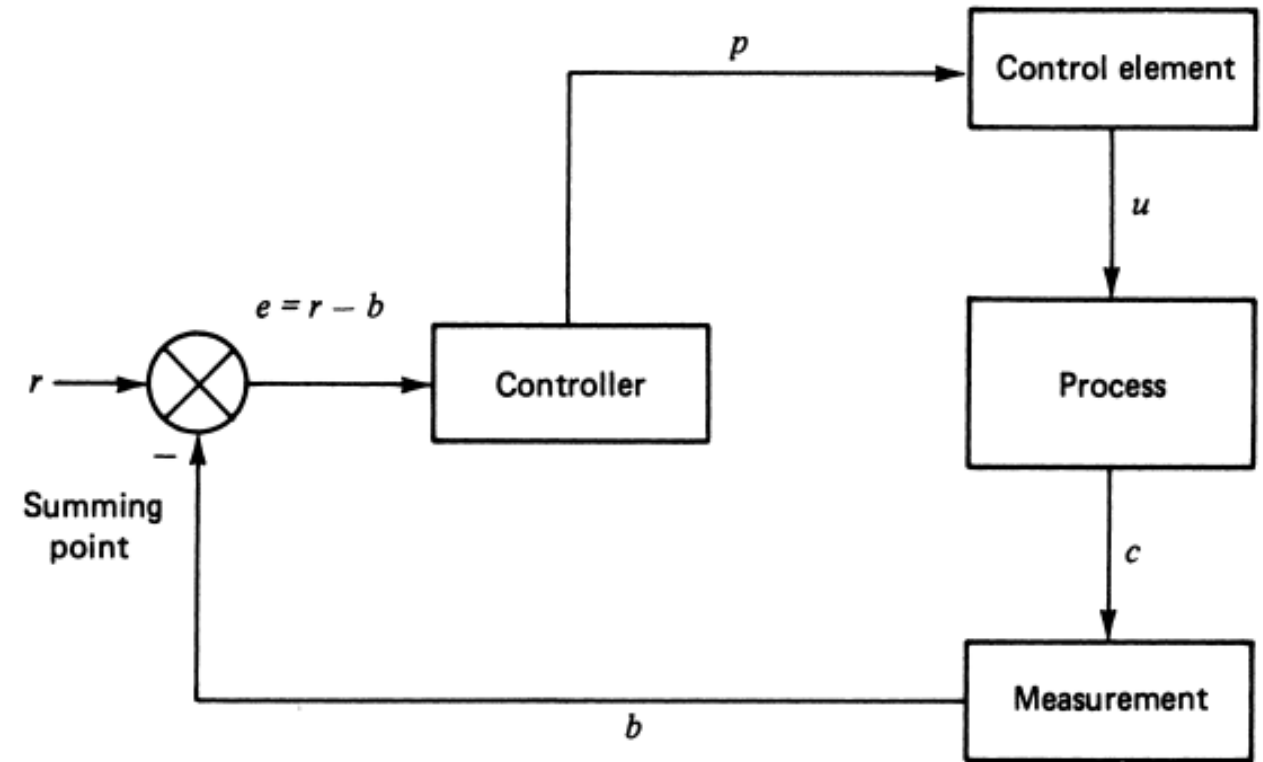 p
Control element
u
e = r − b
r
Controller
Process
−
Summing
point
c
Measurement
b